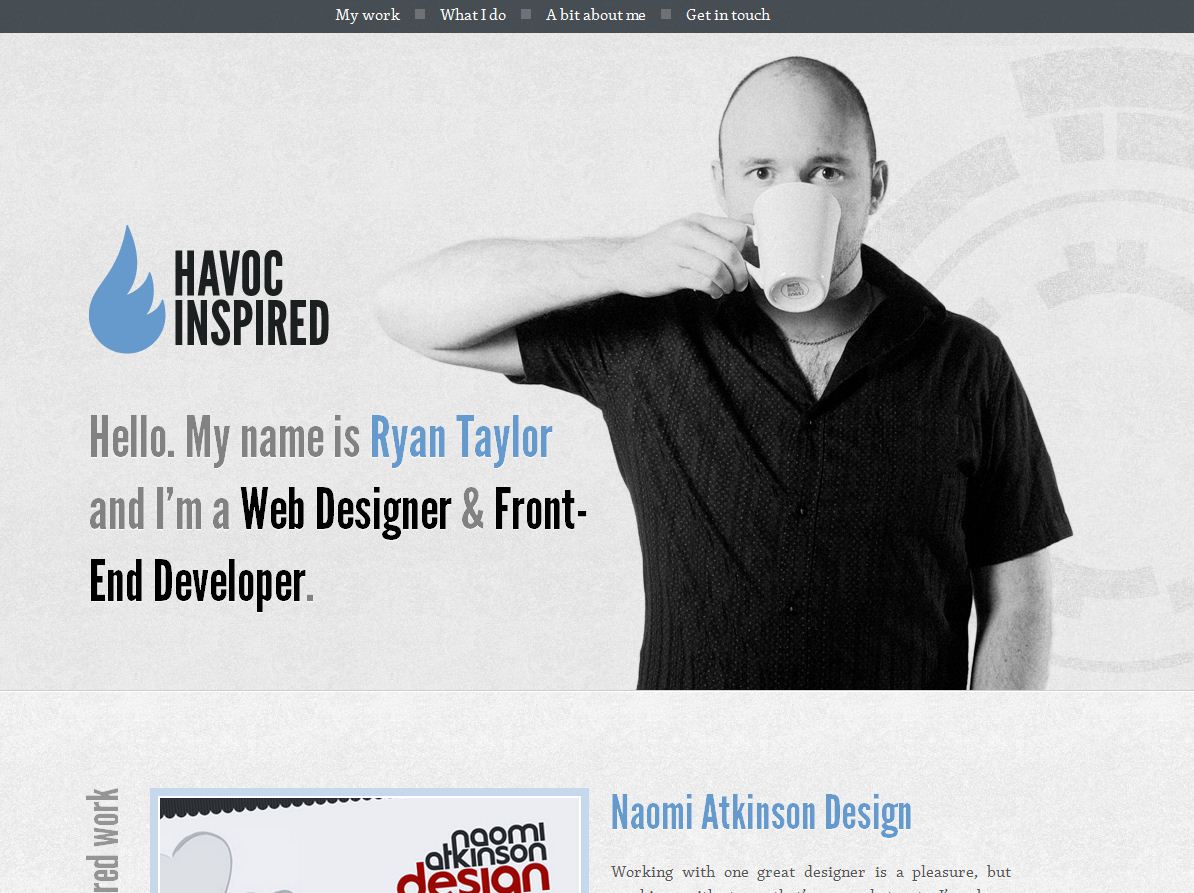 My work What I do A bit about me Get in touch
HAVOC
INSPIRED
Hello. My name is Ryan Taylor
and I'm a Web Designer & Front-
End Developer.
red work
naomi
atkinson
design
Naomi Atkinson Design
Working with one great designer is a pleasure, but